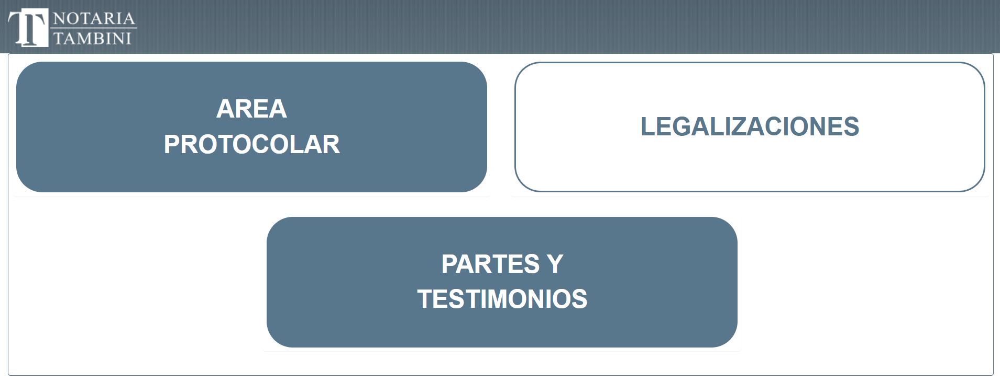 NOTARIA
TAMBINI
AREA
PROTOCOLAR
LEGALIZACIONES
PARTES Y
TESTIMONIOS